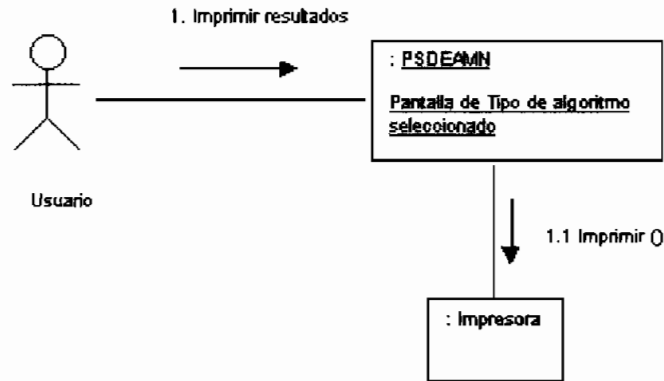 1. Imprimir resultados
: PSDEAMN
Pantalla de Tipo de algoritmo
seleccionado
Usuario
1.1 Imprimir ()
: Impresora